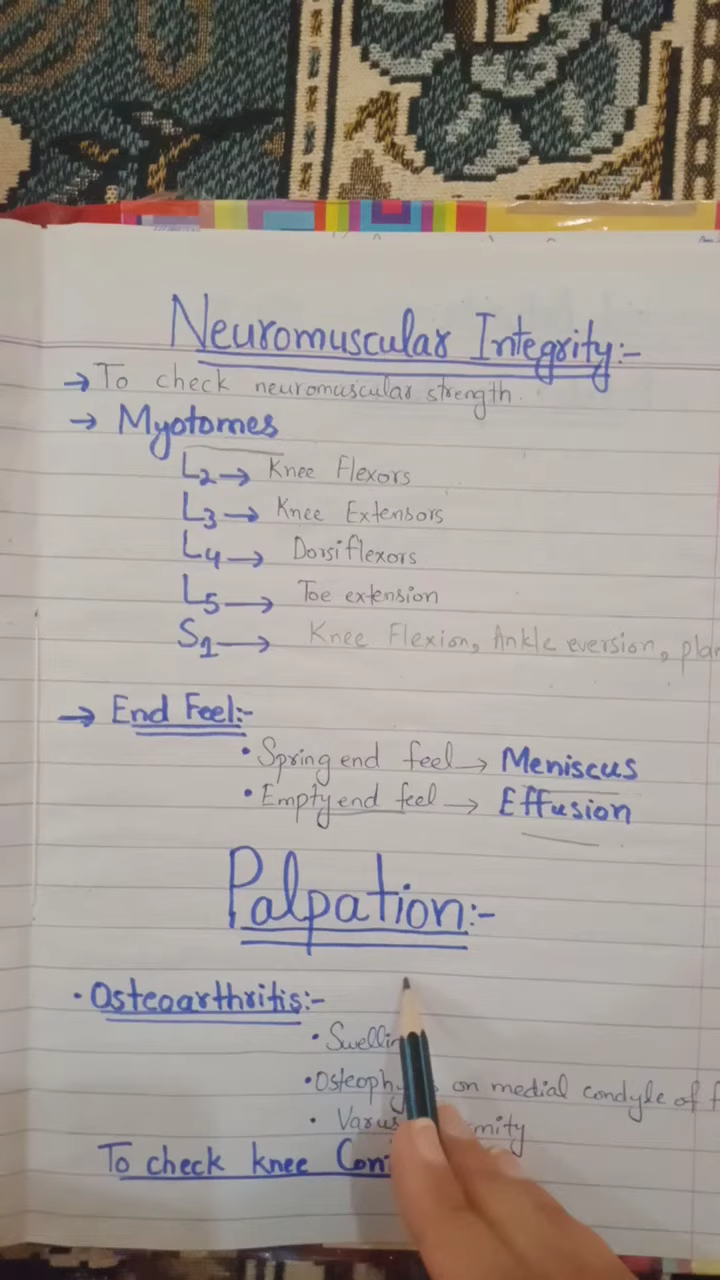 Neuromuscular Integrity:-
→ To check neuromuscular strength.
→ Myotomes
L2 → Knee Flexors
L3 → Knee Extensors
L4 → Dorsiflexors
L5 → Toe extension
S1 → Knee Flexion, Ankle eversion,
→ End Feel:-
• Spring end feel → Meniscus
• Empty end feel → Effusion
Palpation:-
• Osteoarthritis:-
•
• on medial condyle of
•
To check knee